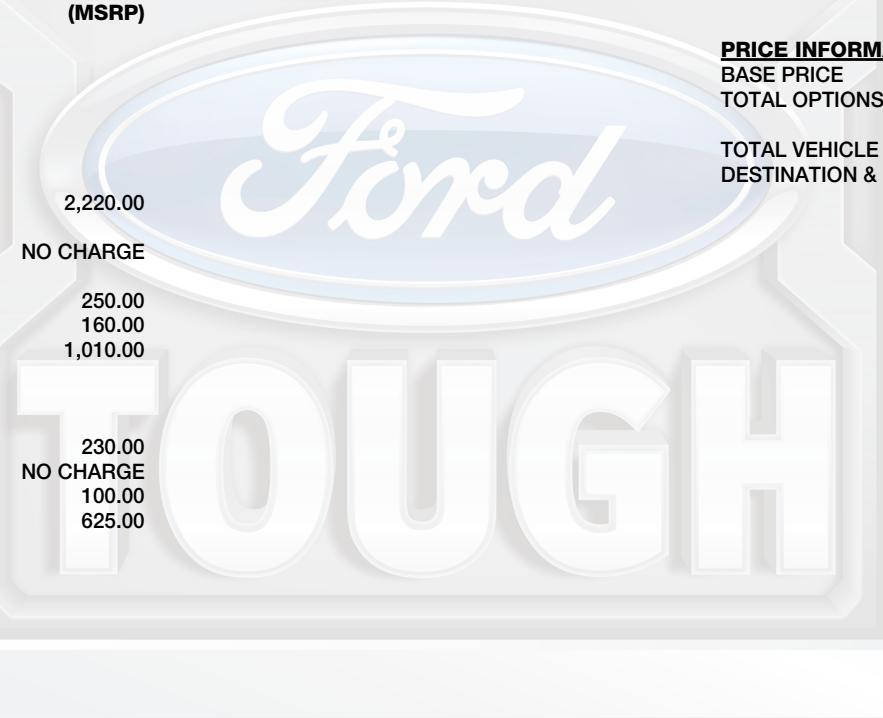 (MSRP)
2,220.00
NO CHARGE
250.00
160.00
1,010.00
230.00
NO CHARGE
100.00
625.00
PRICE INFORMA
BASE PRICE
TOTAL OPTIONS
TOTAL VEHICLE
DESTINATION &
Ford
TOUGH